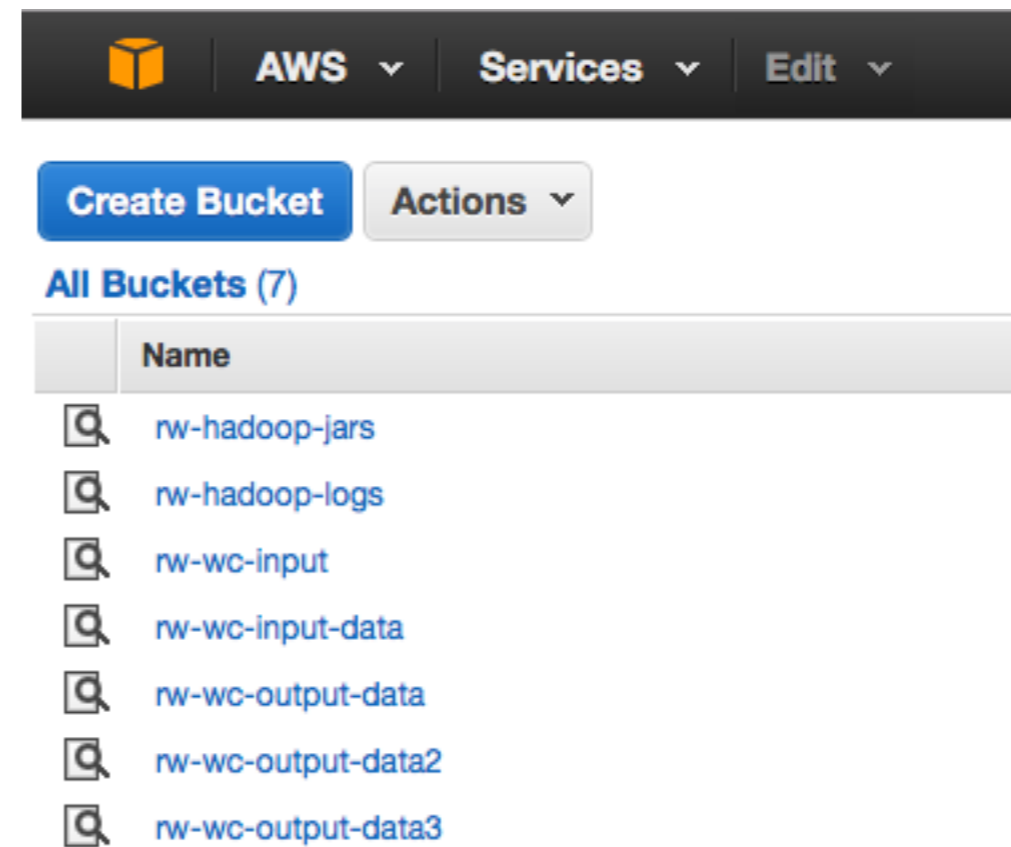 AWS Services Edit
Create Bucket Actions
All Buckets (7)
Name
rw-hadoop-jars
rw-hadoop-logs
rw-wc-input
rw-wc-input-data
rw-wc-output-data
rw-wc-output-data2
rw-wc-output-data3